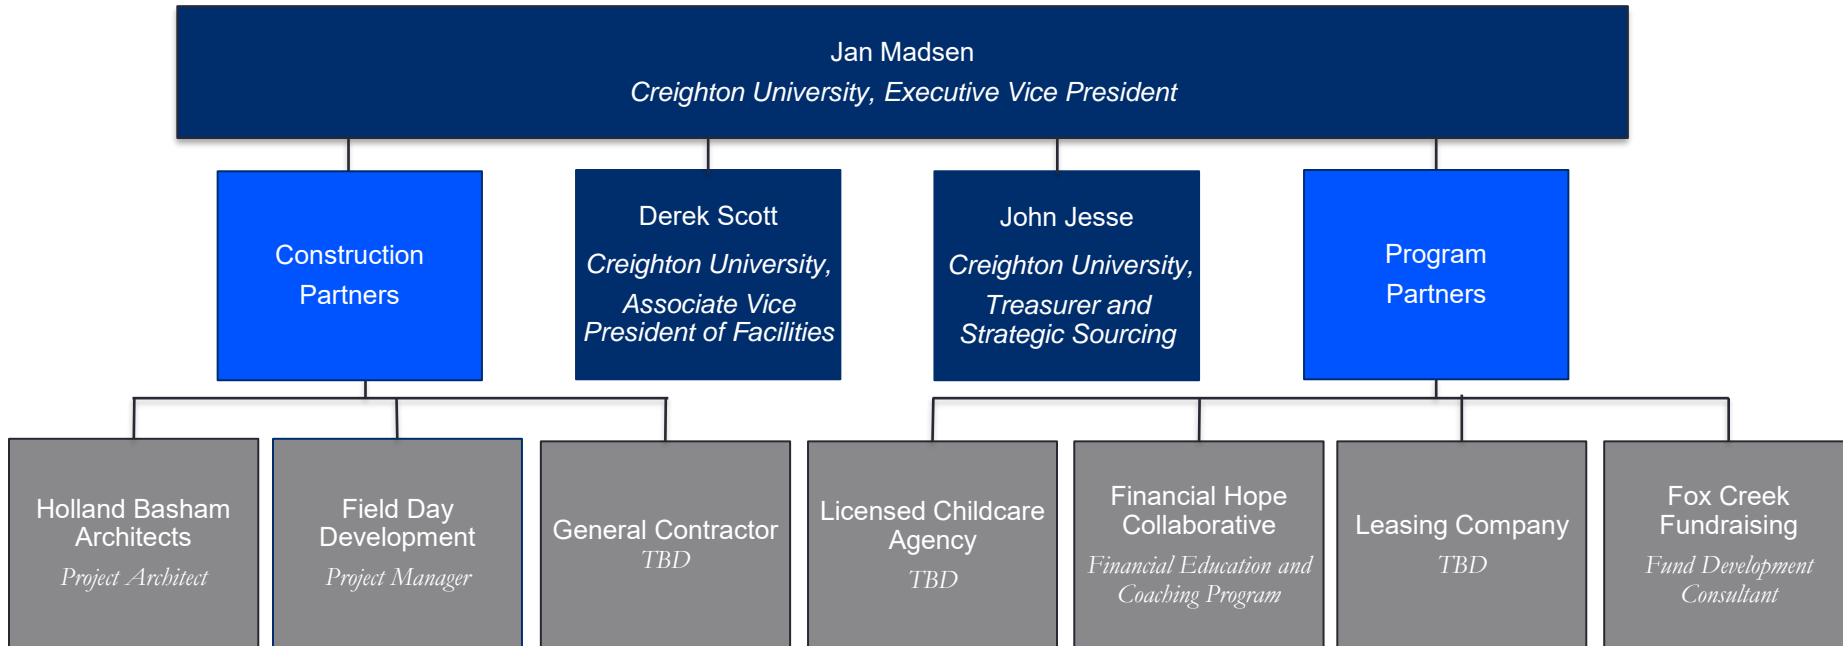 Jan Madsen
Creighton University, Executive Vice President
Construction
Partners
Derek Scott
Creighton University,
Associate Vice
President of Facilities
John Jesse
Creighton University,
Treasurer and
Strategic Sourcing
Program
Partners
Holland Basham
Architects
Project Architect
Field Day
Development
Project Manager
General Contractor
TBD
Licensed Childcare
Agency
TBD
Financial Hope
Collaborative
Financial Education and
Coaching Program
Leasing Company
TBD
Fox Creek
Fundraising
Fund Development
Consultant